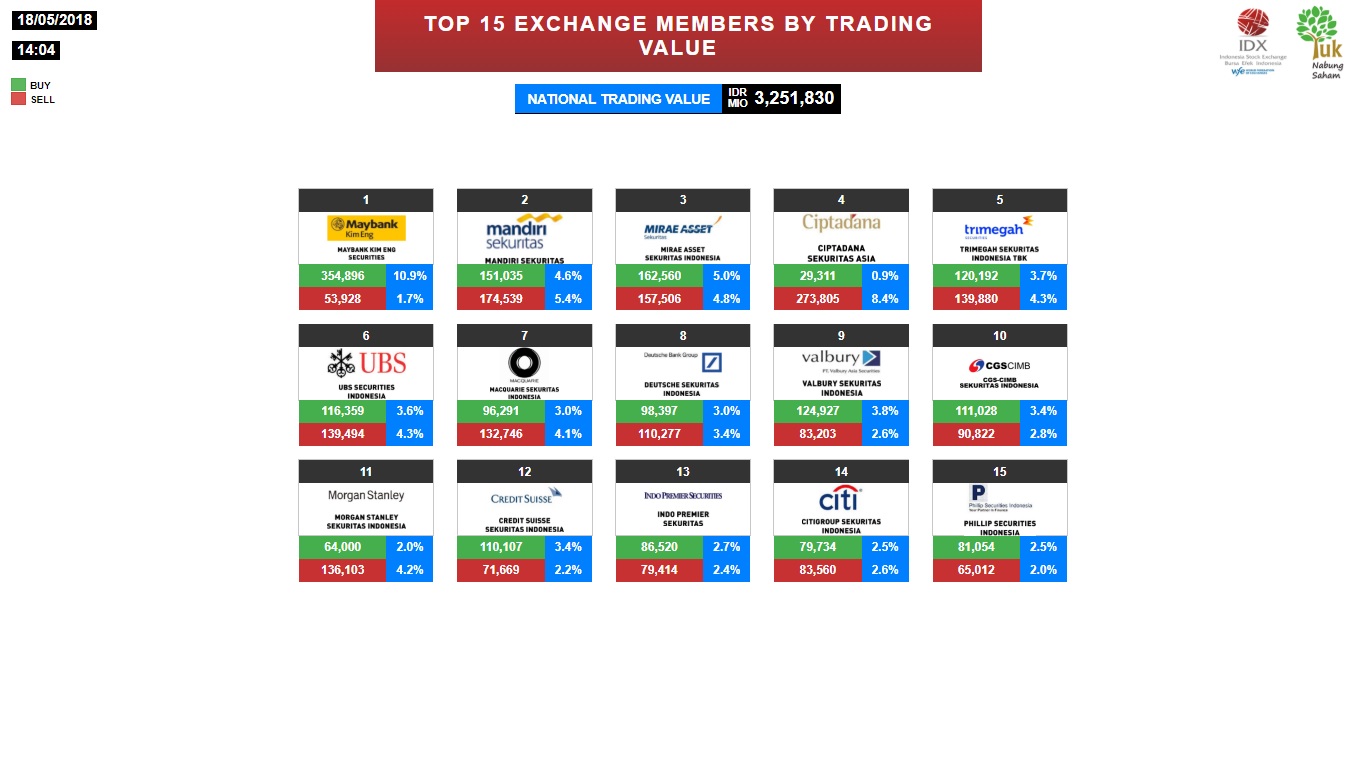 18/05/2018
14:04
BUY
SELL
TOP 15 EXCHANGE MEMBERS BY TRADING
VALUE
NATIONAL TRADING VALUE IDR MIO 3,251,830
IDX
Indonesia Stock Exchange
Bursa Efek Indonesia
Yuk
Nabung
Saham
1
Maybank
Kim Eng
MAYBANK KIM ENG
SECURITIES
354,896 10.9%
53,928 1.7%
2
mandiri
sekuritas
MANDIRI SEKURITAS
151,035 4.6%
174,539 5.4%
3
MIRAE ASSET
Sekuritas
MIRAE ASSET
SEKURITAS INDONESIA
162,560 5.0%
157,506 4.8%
4
Ciptadana
CIPTADANA
SEKURITAS ASIA
29,311 0.9%
273,805 8.4%
5
trimegah
SECURITIES
TRIMEGAH SEKURITAS
INDONESIA TBK
120,192 3.7%
139,880 4.3%
6
UBS
UBS SECURITIES
INDONESIA
116,359 3.6%
139,494 4.3%
7
MACQUARIE
MACQUARIE SEKURITAS
INDONESIA
96,291 3.0%
132,746 4.1%
8
Deutsche Bank Group
DEUTSCHE SEKURITAS
INDONESIA
98,397 3.0%
110,277 3.4%
9
valbury
PT. Valbury Asia Securities
VALBURY SEKURITAS
INDONESIA
124,927 3.8%
83,203 2.6%
10
CGS CIMB
CGS-CIMB
SEKURITAS INDONESIA
111,028 3.4%
90,822 2.8%
11
Morgan Stanley
MORGAN STANLEY
SEKURITAS INDONESIA
64,000 2.0%
136,103 4.2%
12
CREDIT SUISSE
CREDIT SUISSE
SEKURITAS INDONESIA
110,107 3.4%
71,669 2.2%
13
INDO PREMIER SECURITIES
INDO PREMIER
SEKURITAS
86,520 2.7%
79,414 2.4%
14
citi
CITIGROUP SEKURITAS
INDONESIA
79,734 2.5%
83,560 2.6%
15
P
Phillip Securities Indonesia
Your Partner In Finance
PHILLIP SECURITIES
INDONESIA
81,054 2.5%
65,012 2.0%